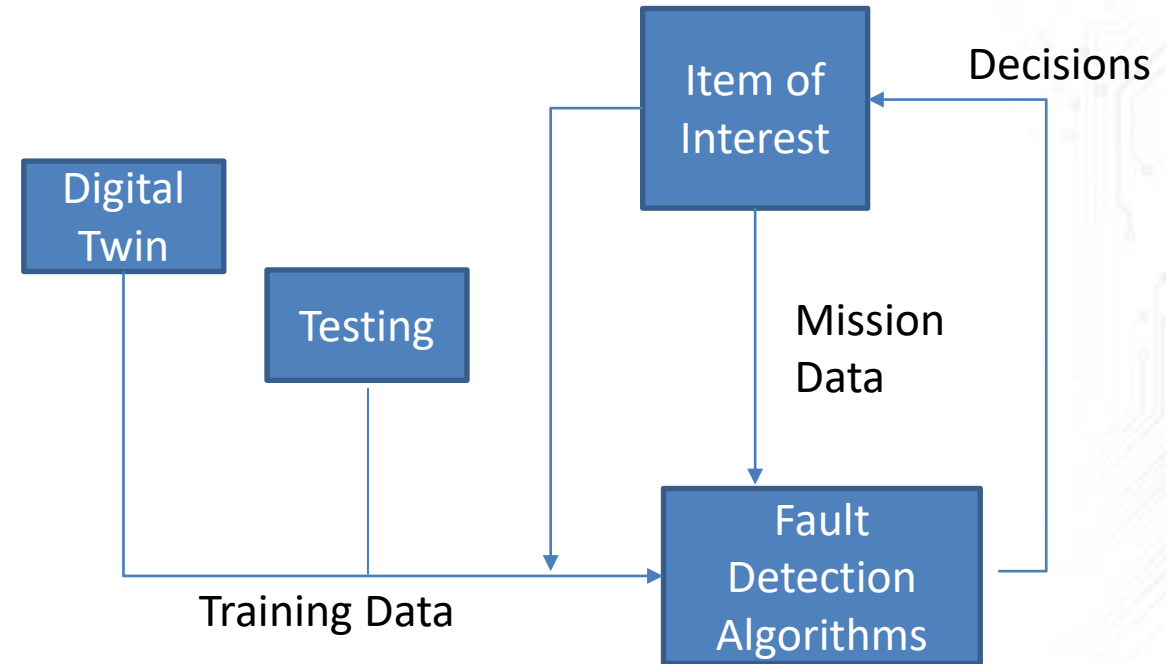 Item of
Interest
Decisions
Digital
Twin
Testing
Mission
Data
Fault
Detection
Algorithms
Training Data